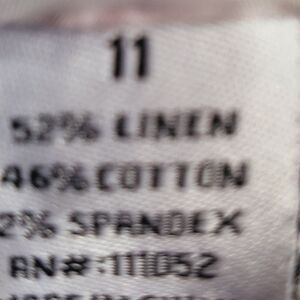 11
52% LINEN
46% COTTON
2% SPANDEX
RN#:111052